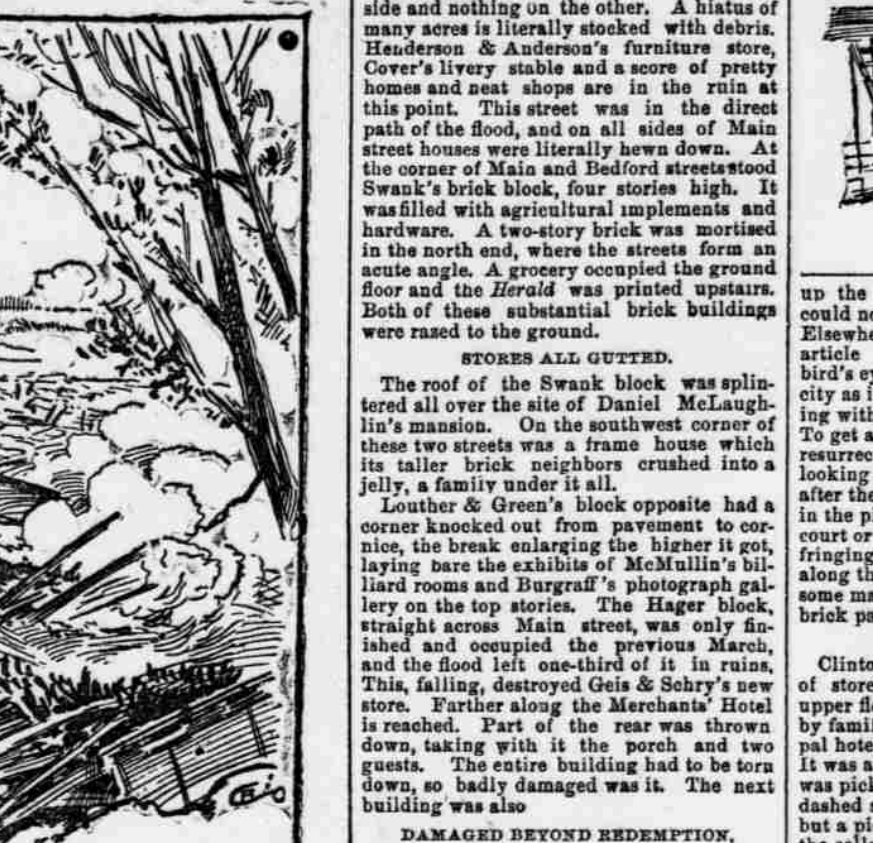 side and nothing on the other. A hiatus of
many acres is literally stocked with debris.
Henderson & Anderson's furniture store,
Cover's livery stable and a score of pretty
homes and neat shops are in the ruin at
this point. This street was in the direct
path of the flood, and on all sides of Main
street houses were literally hewn down. At
the corner of Main and Bedford streets stood
Swank's brick block, four stories high. It
was filled with agricultural implements and
hardware. A two-story brick was mortised
in the north end, where the streets form an
acute angle. A grocery occupied the ground
floor and the Herald was printed upstairs.
Both of these substantial brick buildings
were razed to the ground.
STORES ALL GUTTED.
The roof of the Swank block was splin-
tered all over the site of Daniel McLaugh-
lin's mansion. On the southwest corner of
these two streets was a frame house which
its taller brick neighbors crushed into a
jelly, a family under it all.
Louther & Green's block opposite had a
corner knocked out from pavement to cor-
nice, the break enlarging the higher it got,
laying bare the exhibits of McMullin's bil-
liard rooms and Burgraff's photograph gal-
lery on the top stories. The Hager block,
straight across Main street, was only fin-
ished and occupied the previous March,
and the flood left one-third of it in ruins.
This, falling, destroyed Geis & Schry's new
store. Farther along the Merchants' Hotel
is reached. Part of the rear was thrown
down, taking with it the porch and two
guests. The entire building had to be torn
down, so badly damaged was it. The next
building was also
DAMAGED BEYOND REDEMPTION,
up the
could
Elsewhe
article
bird's
city as
ing with
To get a
resurrec
looking
after the
in the
court or
fringing
along
some
brick
Clinto
of store
upper
by
pal hote
It was a
was
dashed
but a